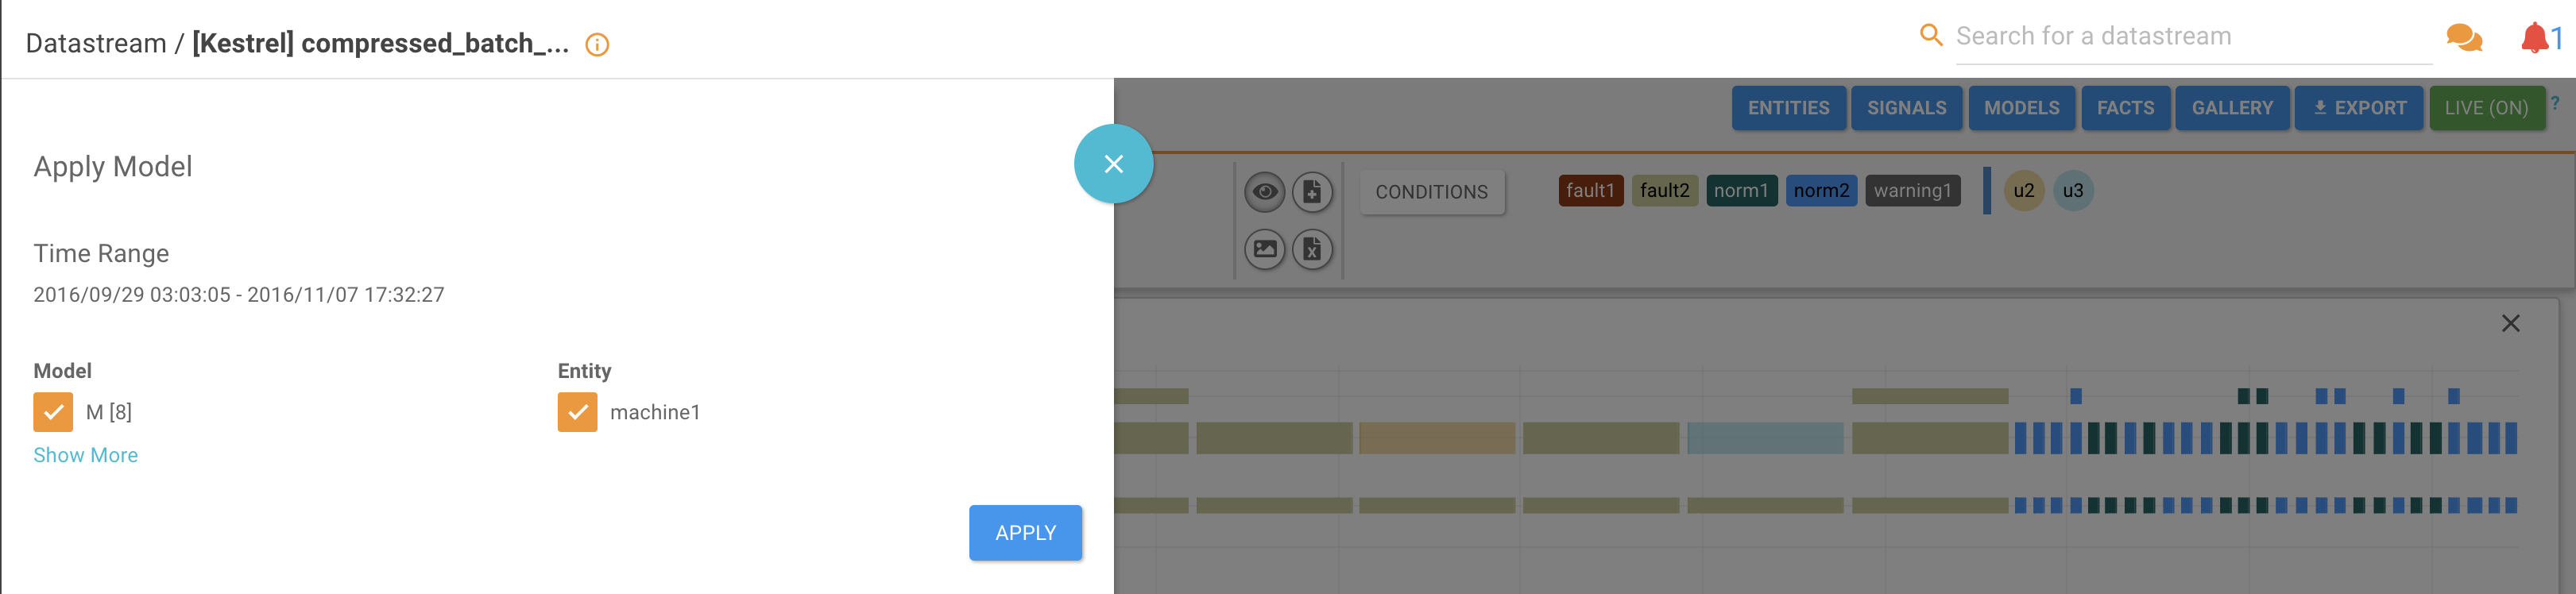 Datastream / [Kestrel] compressed_batch_...
Search for a datastream
1
ENTITIES SIGNALS MODELS FACTS GALLERY EXPORT LIVE (ON) ?
Apply Model
CONDITIONS
fault1 fault2 norm1 norm2 warning1 u2 u3
Time Range
2016/09/29 03:03:05 - 2016/11/07 17:32:27
Model Entity
M [8] machine1
Show More
APPLY